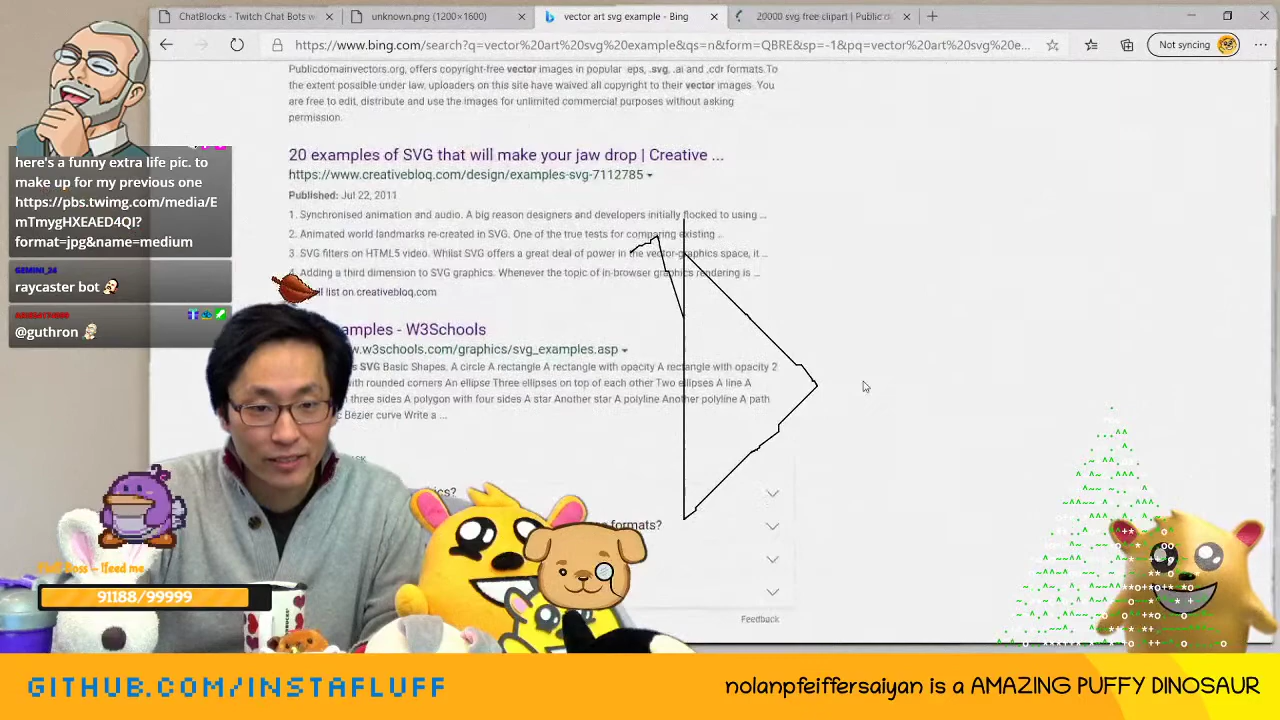 ChatBlocks - Twitch Chat Bots w
unknown.png (1200×1600)
vector art svg example - Bing
20000 svg free clipart | Public d
https://www.bing.com/search?q=vector%20art%20svg%20example&qs=n&form=QBRE&sp=-1&pq=vector%20art%20svg%20e...
Not syncing
Publicdomainvectors.org, offers copyright-free vector images in popular .eps, .svg, .ai and .cdr formats.To
the extent possible under law, uploaders on this site have waived all copyright to their vector images. You
are free to edit, distribute and use the images for unlimited commercial purposes without asking
permission.
20 examples of SVG that will make your jaw drop | Creative ...
https://www.creativebloq.com/design/examples-svg-7112785
Published: Jul 22, 2011
1. Synchronised animation and audio. A big reason designers and developers initially flocked to using ...
2. Animated world landmarks re-created in SVG. One of the true tests for comparing existing ...
3. SVG filters on HTML5 video. Whilst SVG offers a great deal of power in the vector-graphics space, it ...
4. Adding a third dimension to SVG graphics. Whenever the topic of in-browser graphics rendering is ...
ll list on creativebloq.com
amples - W3Schools
w.w3schools.com/graphics/svg_examples.asp
s SVG Basic Shapes. A circle A rectangle A rectangle with opacity 2
with rounded corners An ellipse Three ellipses on top of each other Two ellipses A line A
three sides A polygon with four sides A star Another star A polyline Another polyline A path
Bezier curve Write a ...
formats?
Feedback
here's a funny extra life pic. to
make up for my previous one
https://pbs.twimg.com/media/E
mTmygHXEAED4QI?
format=jpg&name=medium
GEMINI_24
raycaster bot
@guthron
feed me
91188/99999
GITHUB.COM/INSTAFLUFF
nolanpfeiffersaiyan is a AMAZING PUFFY DINOSAUR